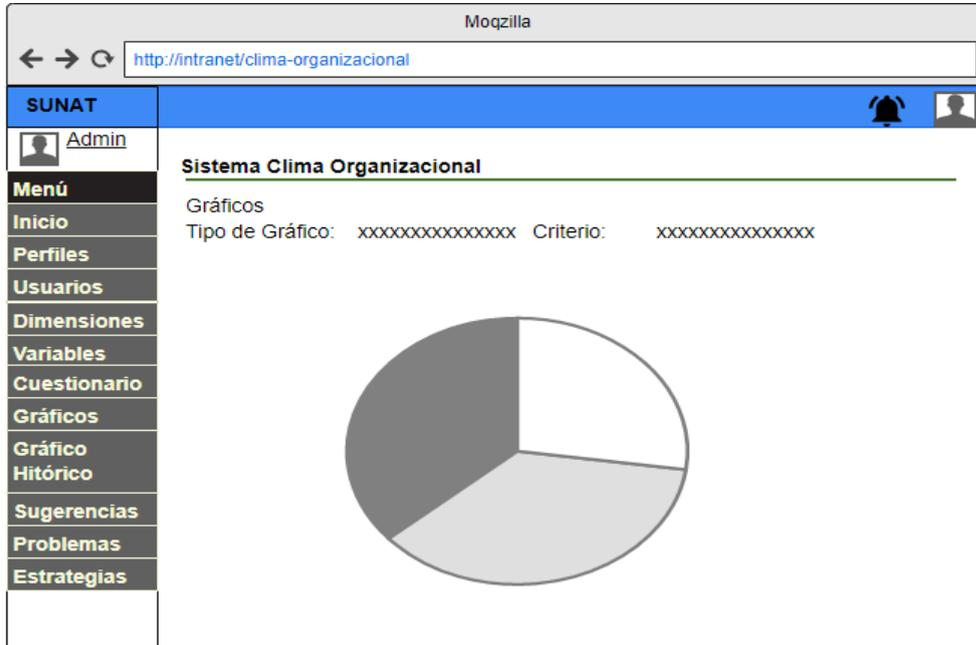 Moqzilla
http://intranet/clima-organizacional
SUNAT
Admin
Menú
Inicio
Perfiles
Usuarios
Dimensiones
Variables
Cuestionario
Gráficos
Gráfico
Hitórico
Sugerencias
Problemas
Estrategias
Sistema Clima Organizacional
Gráficos
Tipo de Gráfico: xxxxxxxxxxxxxxx Criterio: xxxxxxxxxxxxxxx